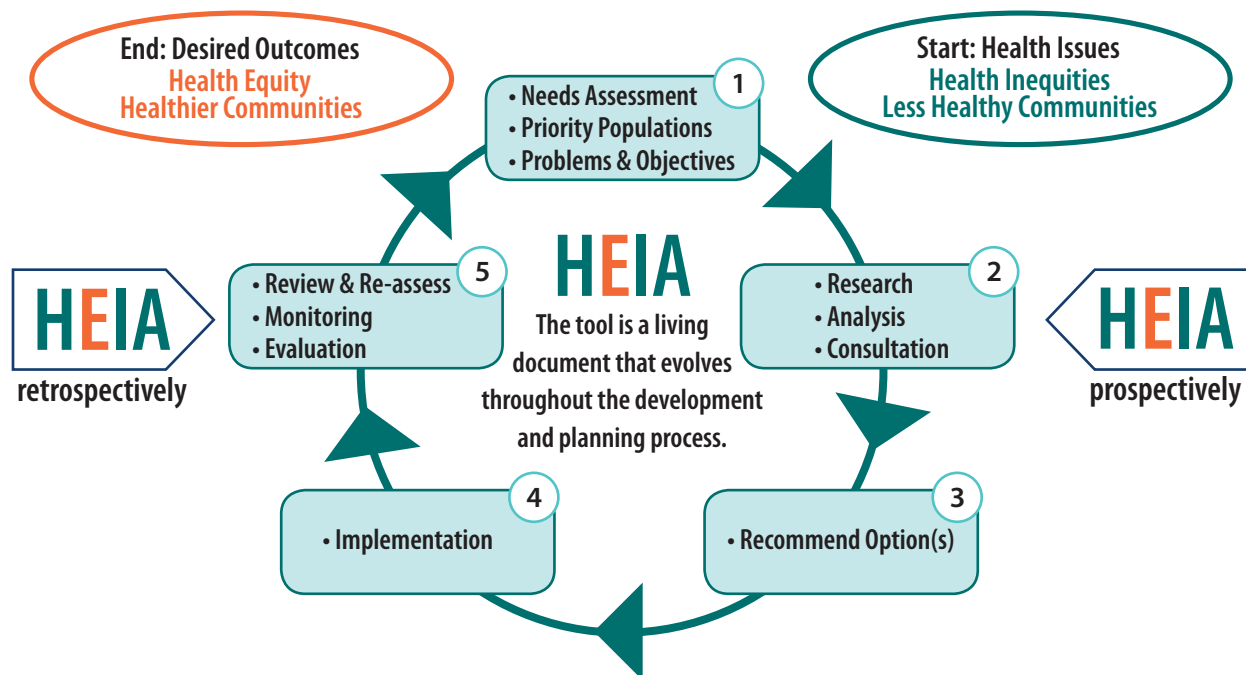 End: Desired Outcomes
Health Equity
Healthier Communities
Start: Health Issues
Health Inequities
Less Healthy Communities
1
• Needs Assessment
• Priority Populations
• Problems & Objectives
2
• Research
• Analysis
• Consultation
3
• Recommend Option(s)
4
• Implementation
5
• Review & Re-assess
• Monitoring
• Evaluation
HEIA
The tool is a living
document that evolves
throughout the development
and planning process.
HEIA
retrospectively
HEIA
prospectively